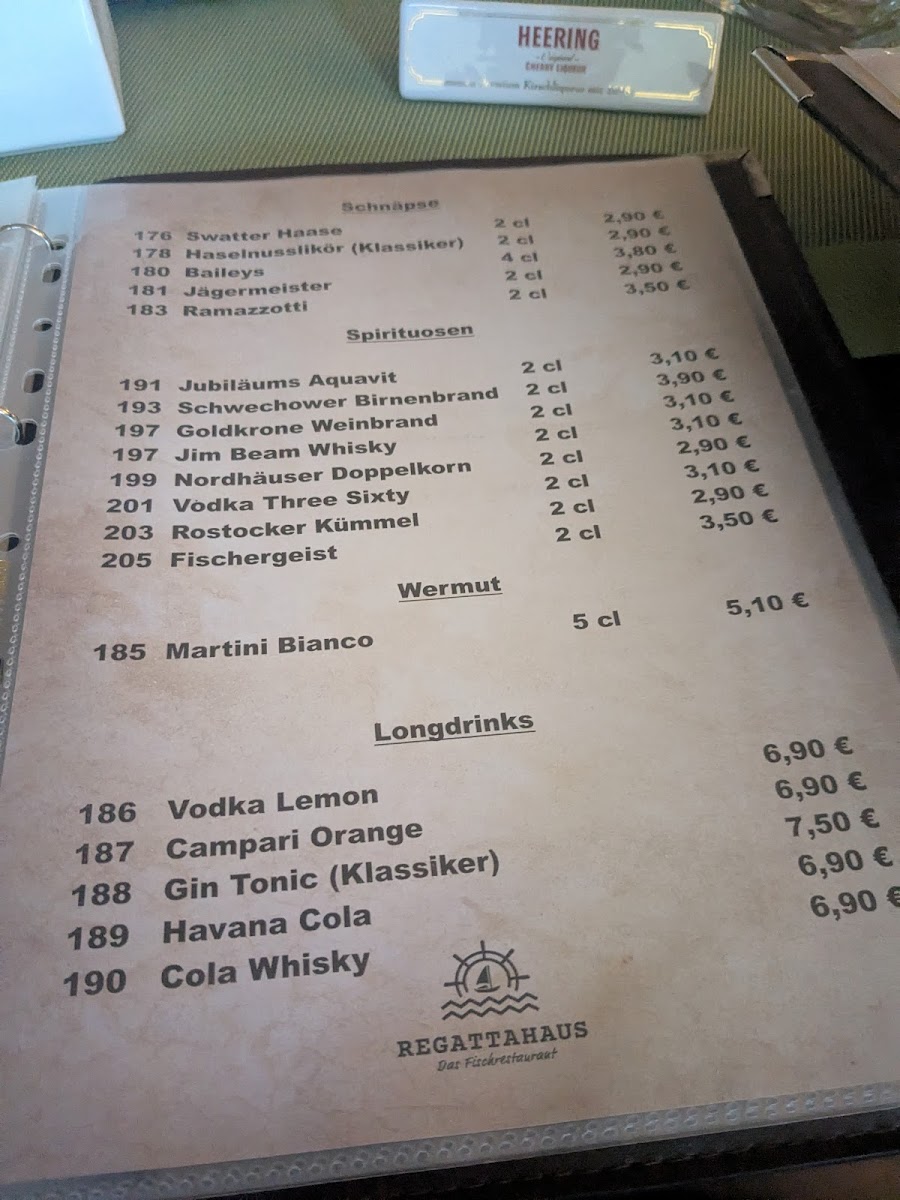 HEERING
CHERRY LIQUEUR
Schnäpse
176 Swatter Haase 2 cl 2,90 €
178 Haselnusslikör (Klassiker) 2 cl 2,90 €
180 Baileys 4 cl 3,80 €
181 Jägermeister 2 cl 2,90 €
183 Ramazzotti 2 cl 3,50 €
Spirituosen
191 Jubiläums Aquavit 2 cl 3,10 €
193 Schwechower Birnenbrand 2 cl 3,90 €
197 Goldkrone Weinbrand 2 cl 3,10 €
197 Jim Beam Whisky 2 cl 3,10 €
199 Nordhäuser Doppelkorn 2 cl 2,90 €
201 Vodka Three Sixty 2 cl 3,10 €
203 Rostocker Kümmel 2 cl 2,90 €
205 Fischergeist 2 cl 3,50 €
Wermut
185 Martini Bianco 5 cl 5,10 €
Longdrinks
186 Vodka Lemon 6,90 €
187 Campari Orange 6,90 €
188 Gin Tonic (Klassiker) 7,50 €
189 Havana Cola 6,90 €
190 Cola Whisky 6,90 €
REGATTAHAUS
Das Fischrestaurant